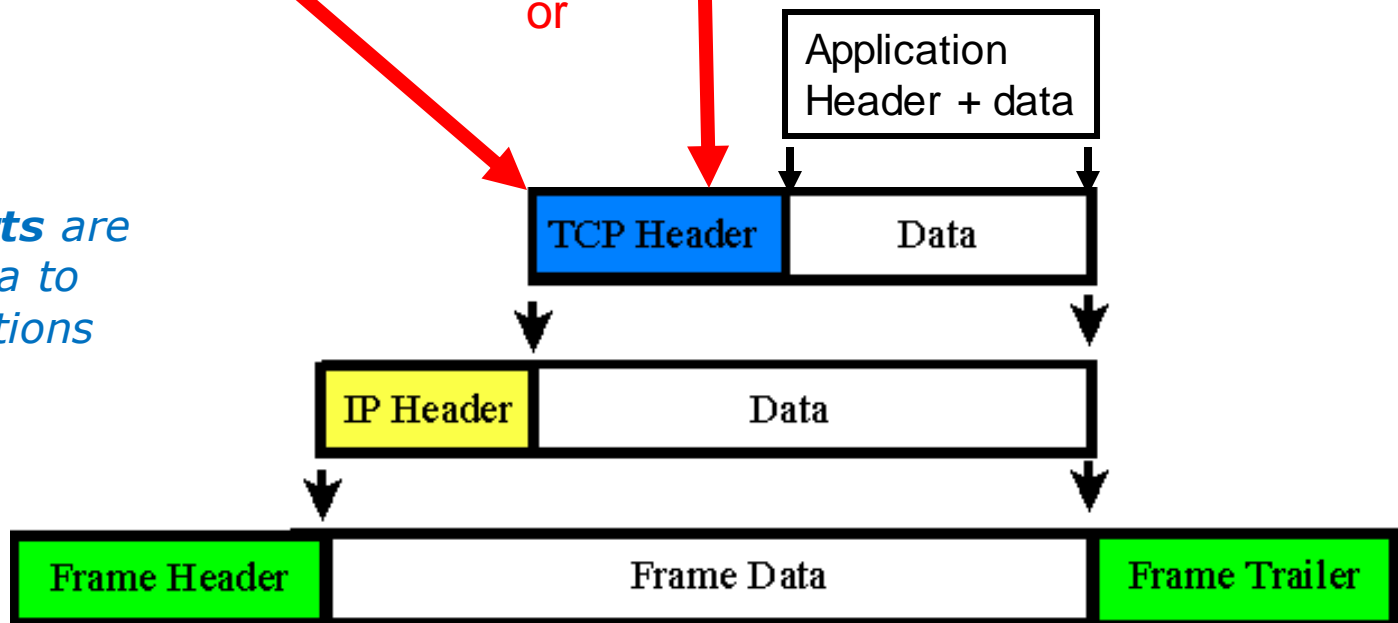 or
Application
Header + data
TCP Header
Data
rts are
a to
tions
IP Header
Data
Frame Header
Frame Data
Frame Trailer